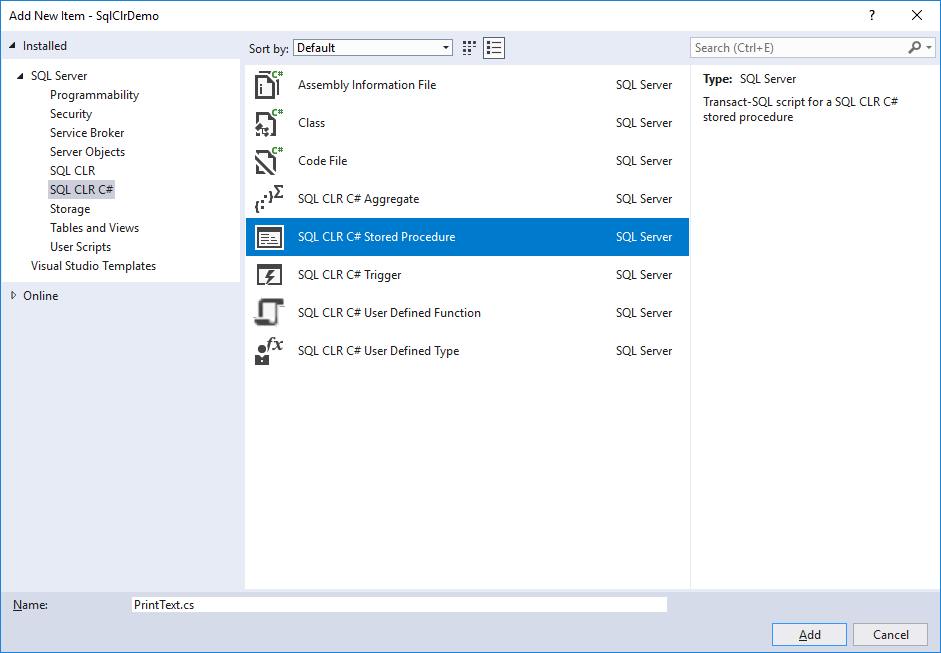 Add New Item - SqlClrDemo
?
Installed
Sort by: Default
Search (Ctrl+E)
SQL Server
Programmability
Security
Service Broker
Server Objects
SQL CLR
SQL CLR C#
Storage
Tables and Views
User Scripts
Visual Studio Templates
Online
C# Assembly Information File SQL Server
C# Class SQL Server
C# Code File SQL Server
SQL CLR C# Aggregate SQL Server
SQL CLR C# Stored Procedure SQL Server
SQL CLR C# Trigger SQL Server
SQL CLR C# User Defined Function SQL Server
SQL CLR C# User Defined Type SQL Server
Type: SQL Server
Transact-SQL script for a SQL CLR C#
stored procedure
Name: PrintText.cs
Add Cancel